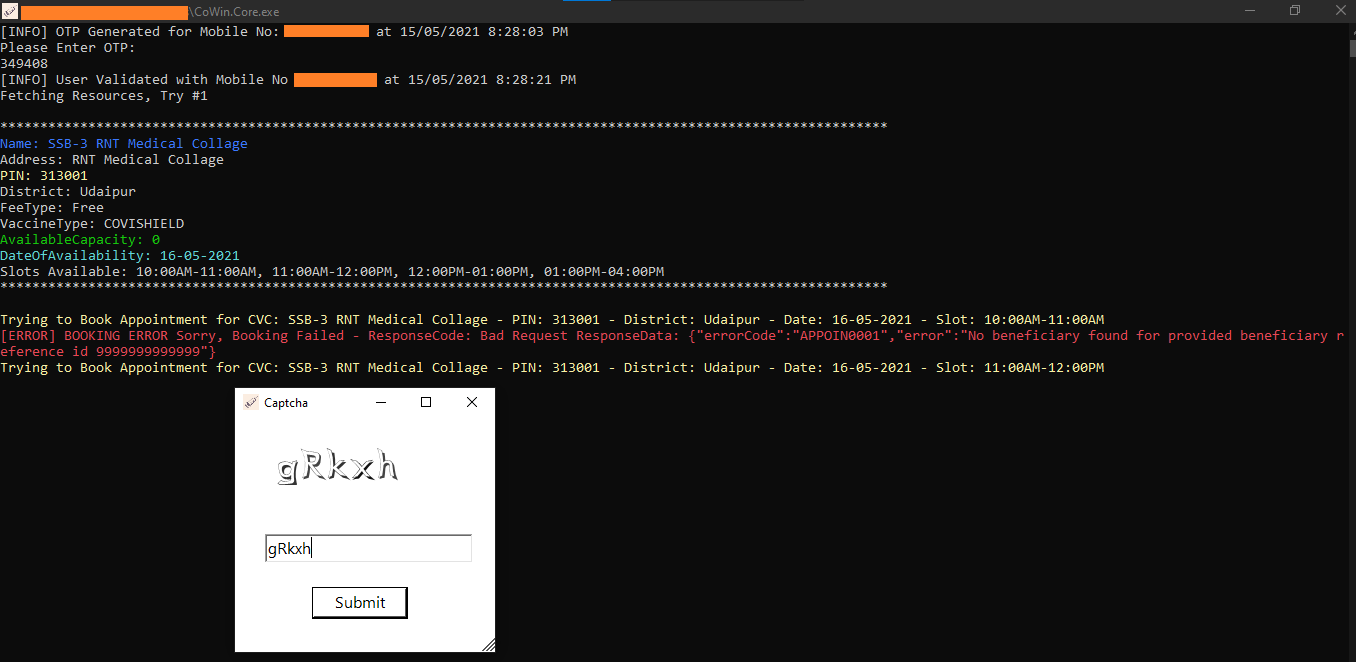 \CoWin.Core.exe
[INFO] OTP Generated for Mobile No: at 15/05/2021 8:28:03 PM
Please Enter OTP:
349408
[INFO] User Validated with Mobile No at 15/05/2021 8:28:21 PM
Fetching Resources, Try #1
***************************************************************************************************************
Name: SSB-3 RNT Medical Collage
Address: RNT Medical Collage
PIN: 313001
District: Udaipur
FeeType: Free
VaccineType: COVISHIELD
AvailableCapacity: 0
DateOfAvailability: 16-05-2021
Slots Available: 10:00AM-11:00AM, 11:00AM-12:00PM, 12:00PM-01:00PM, 01:00PM-04:00PM
***************************************************************************************************************
Trying to Book Appointment for CVC: SSB-3 RNT Medical Collage - PIN: 313001 - District: Udaipur - Date: 16-05-2021 - Slot: 10:00AM-11:00AM
[ERROR] BOOKING ERROR Sorry, Booking Failed - ResponseCode: Bad Request ResponseData: {"errorCode":"APPOIN0001","error":"No beneficiary found for provided beneficiary r
eference id 9999999999999"}
Trying to Book Appointment for CVC: SSB-3 RNT Medical Collage - PIN: 313001 - District: Udaipur - Date: 16-05-2021 - Slot: 11:00AM-12:00PM
Captcha
gRkxh
gRkxh
Submit